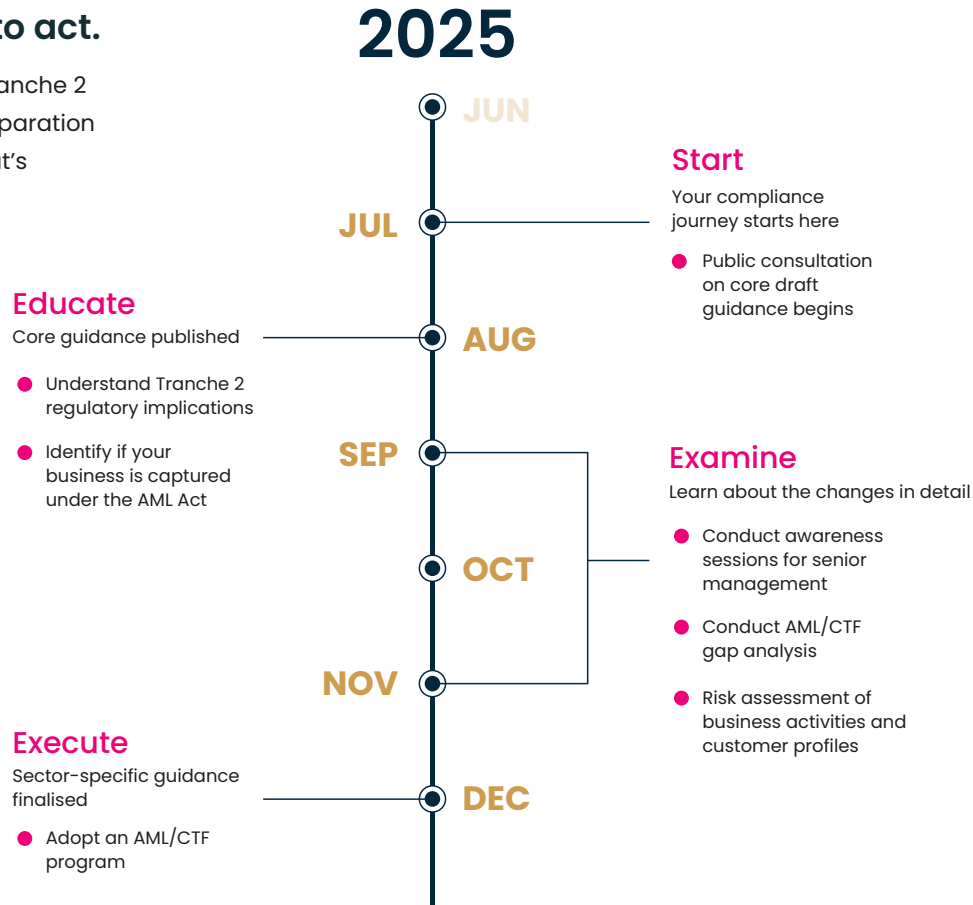 to act.
anche 2
paration
t's
2025
JUN
Start
Your compliance
journey starts here
Public consultation
on core draft
guidance begins
JUL
Educate
Core guidance published
Understand Tranche 2
regulatory implications
Identify if your
business is captured
under the AML Act
AUG
SEP
Examine
Learn about the changes in detail
Conduct awareness
sessions for senior
management
Conduct AML/CTF
gap analysis
Risk assessment of
business activities and
customer profiles
OCT
NOV
Execute
Sector-specific guidance
finalised
Adopt an AML/CTF
program
DEC